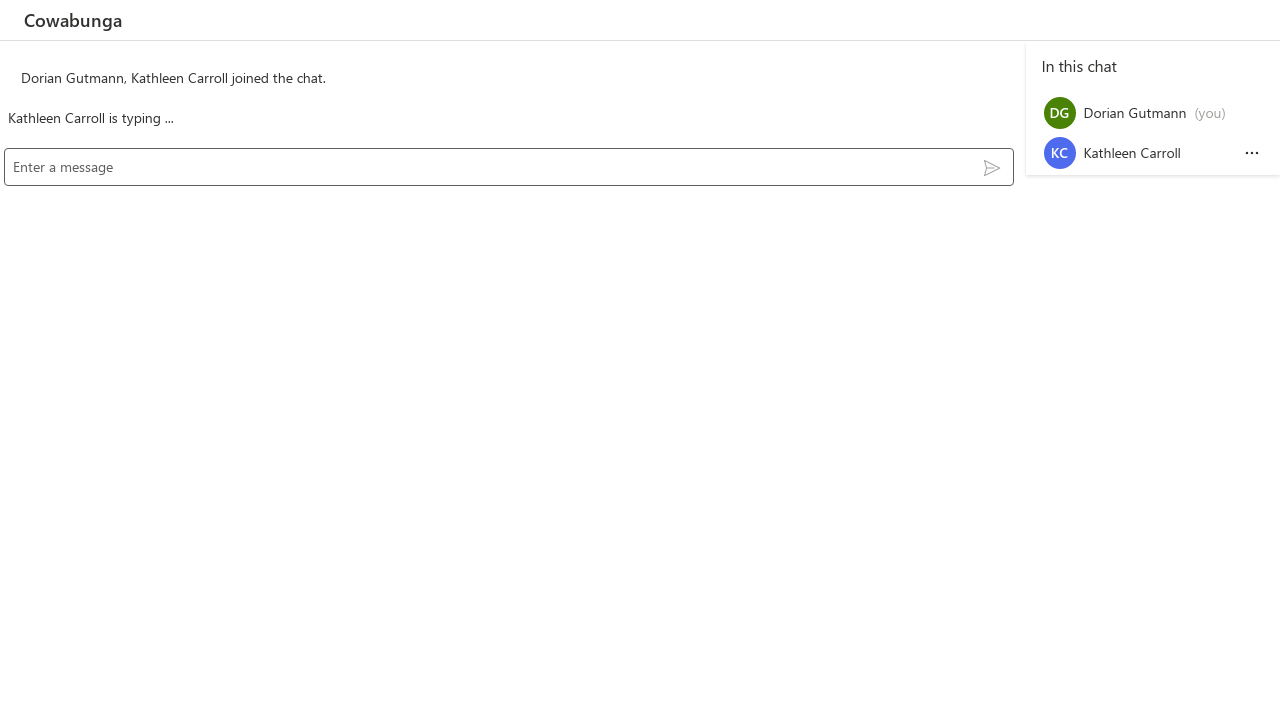 Cowabunga
Dorian Gutmann, Kathleen Carroll joined the chat.
Kathleen Carroll is typing ...
Enter a message
In this chat
DG Dorian Gutmann (you)
KC Kathleen Carroll